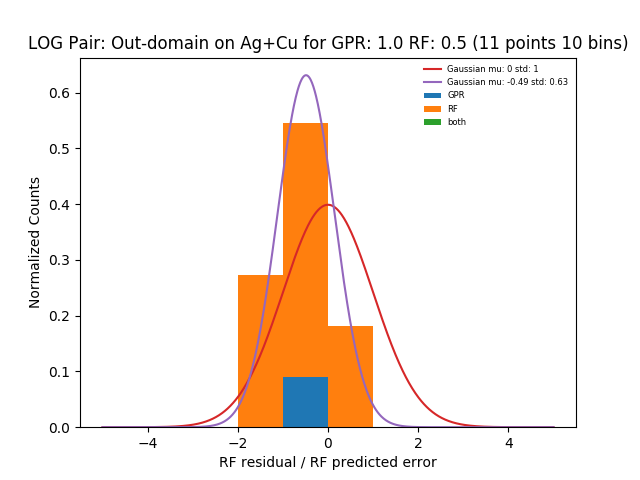 LOG Pair: Out-domain on Ag+Cu for GPR: 1.0 RF: 0.5 (11 points 10 bins)
Gaussian mu: 0 std: 1
Gaussian mu: -0.49 std: 0.63
GPR
RF
both
Normalized Counts
0.6
0.5
0.4
0.3
0.2
0.1
0.0
−4 −2 0 2 4
RF residual / RF predicted error